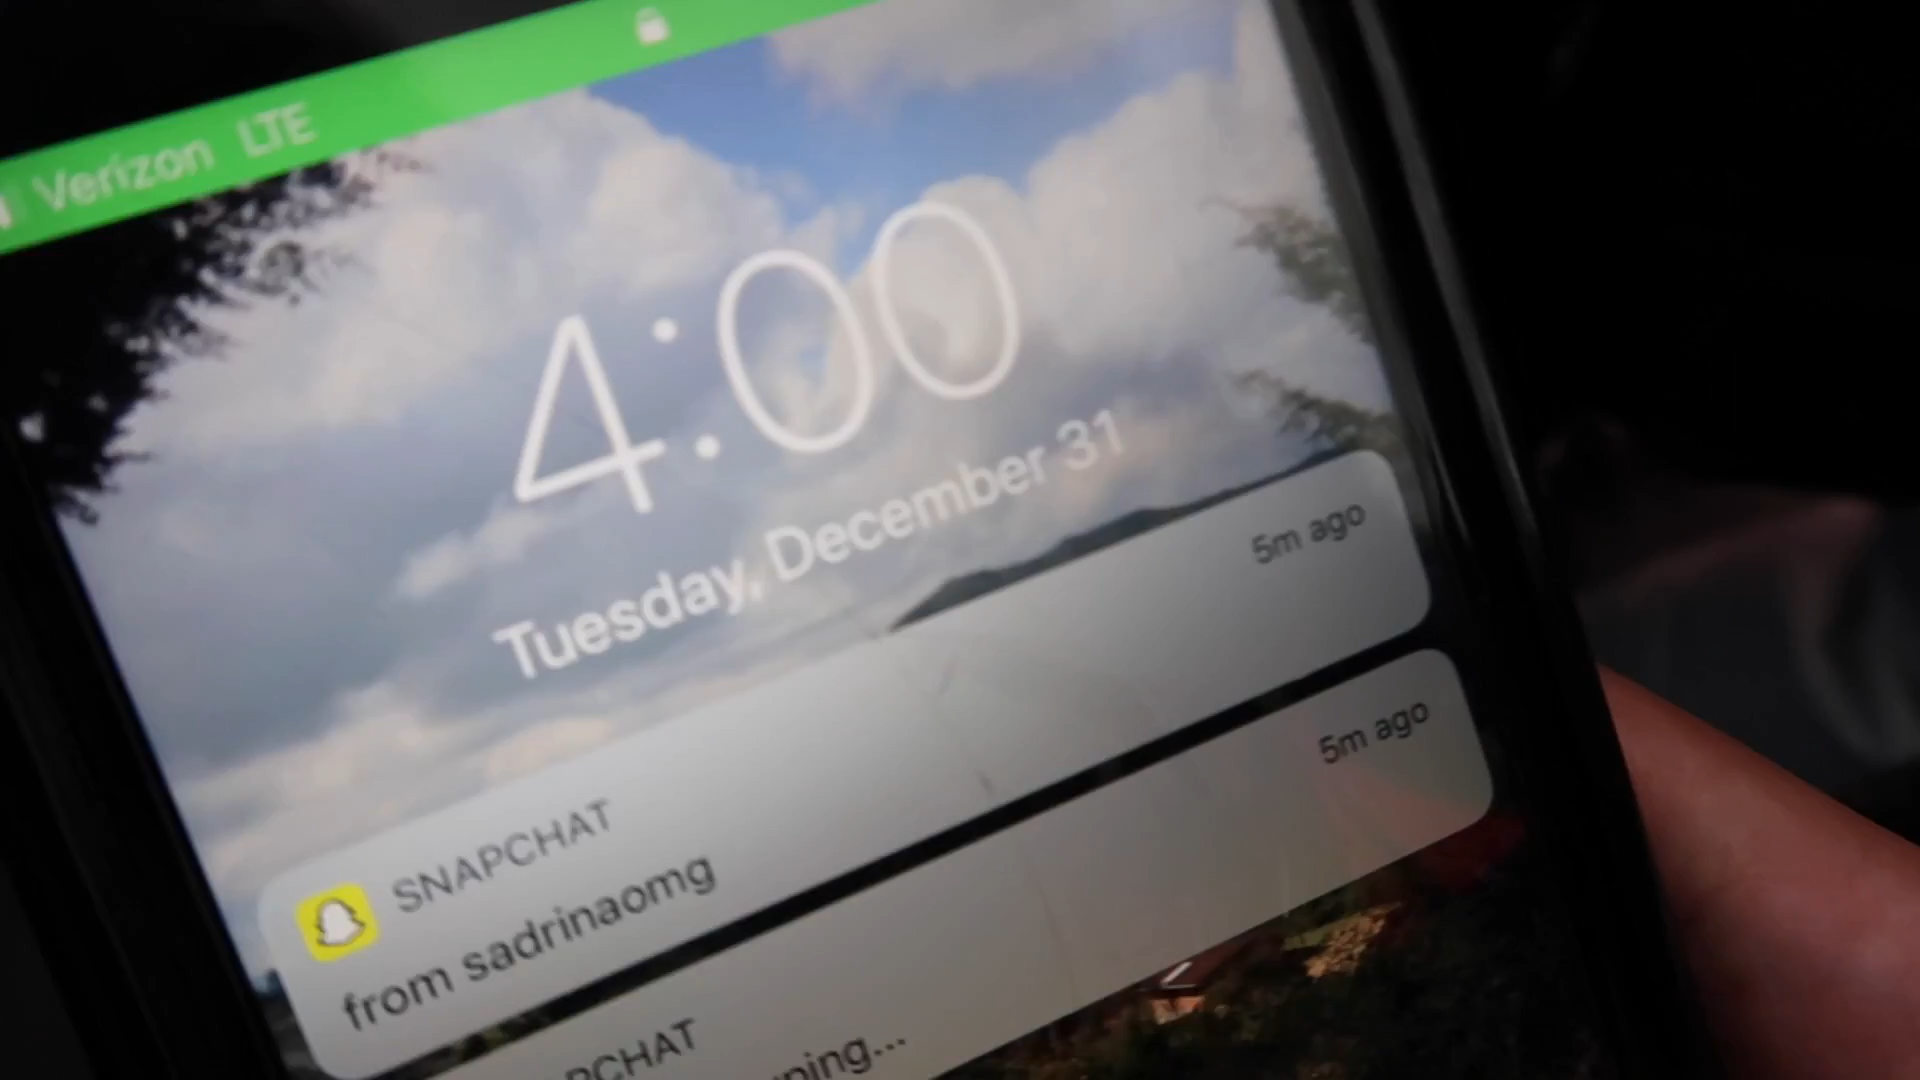 Verizon LTE
4:00
Tuesday, December 31
SNAPCHAT 5m ago
from sadrinaomg
5m ago